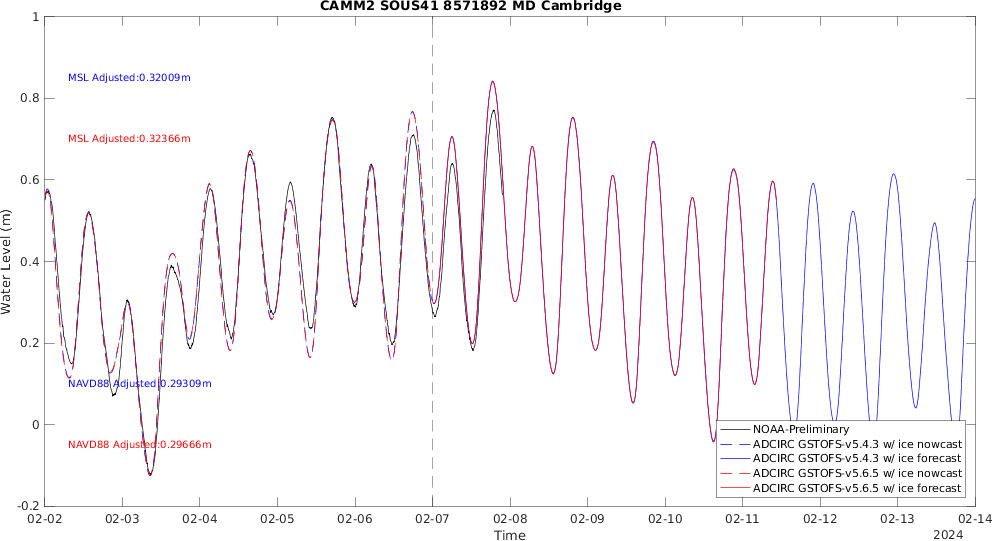 CAMM2 SOUS41 8571892 MD Cambridge
1
0.8
0.6
0.4
0.2
0
-0.2
Water Level (m)
MSL Adjusted:0.32009m
MSL Adjusted:0.32366m
NAVD88 Adjusted:0.29309m
NAVD88 Adjusted:0.29666m
NOAA-Preliminary
ADCIRC GSTOFS-v5.4.3 w/ ice nowcast
ADCIRC GSTOFS-v5.4.3 w/ ice forecast
ADCIRC GSTOFS-v5.6.5 w/ ice nowcast
ADCIRC GSTOFS-v5.6.5 w/ ice forecast
02-02 02-03 02-04 02-05 02-06 02-07 02-08 02-09 02-10 02-11 02-12 02-13 02-14
Time
2024